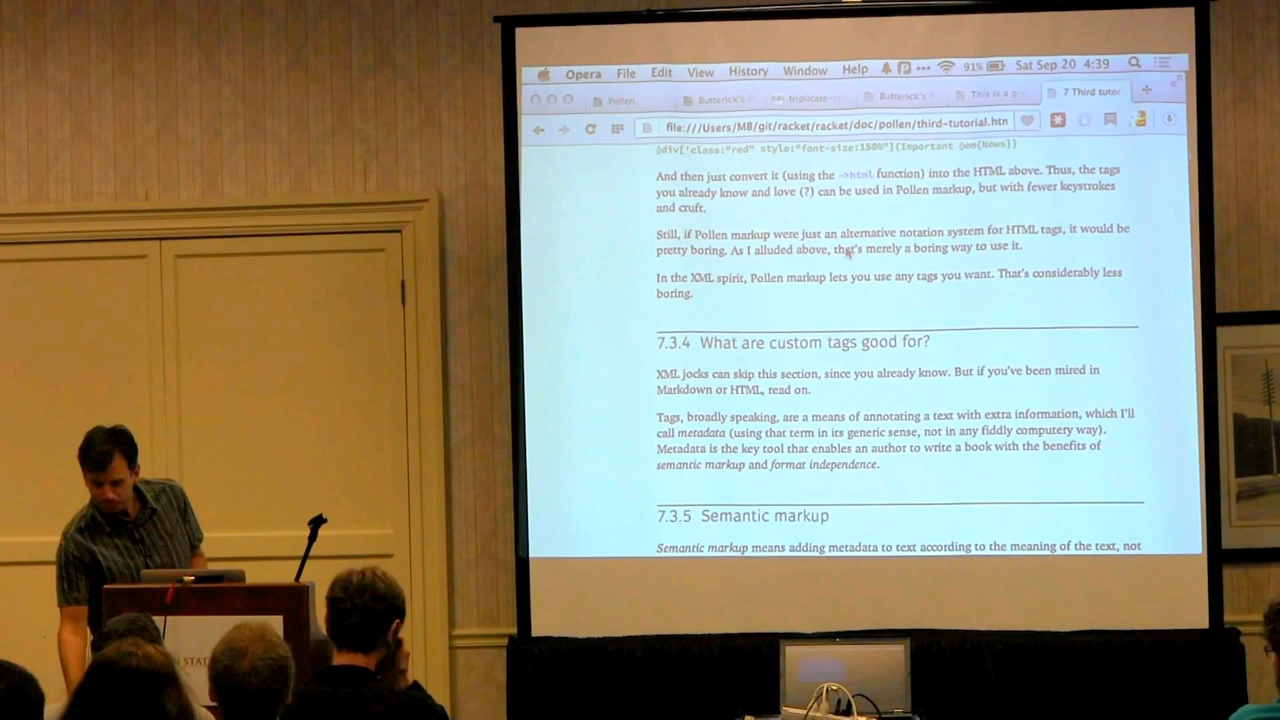 Opera File Edit View History Window Help 91% Sat Sep 20 4:39
Pollen Butterick's triplicate- Butterick's This is a 7 Third tutor
file:///Users/MB/git/racket/racket/doc/pollen/third-tutorial.htm
◊div['class:"red" style:"font-size:150%"]{Important ◊em{News}}
And then just convert it (using the ->html function) into the HTML above. Thus, the tags
you already know and love (?) can be used in Pollen markup, but with fewer keystrokes
and cruft.
Still, if Pollen markup were just an alternative notation system for HTML tags, it would be
pretty boring. As I alluded above, that's merely a boring way to use it.
In the XML spirit, Pollen markup lets you use any tags you want. That's considerably less
boring.
7.3.4 What are custom tags good for?
XML jocks can skip this section, since you already know. But if you've been mired in
Markdown or HTML, read on.
Tags, broadly speaking, are a means of annotating a text with extra information, which I'll
call metadata (using that term in its generic sense, not in any fiddly computery way).
Metadata is the key tool that enables an author to write a book with the benefits of
semantic markup and format independence.
7.3.5 Semantic markup
Semantic markup means adding metadata to text according to the meaning of the text, not
N STAT